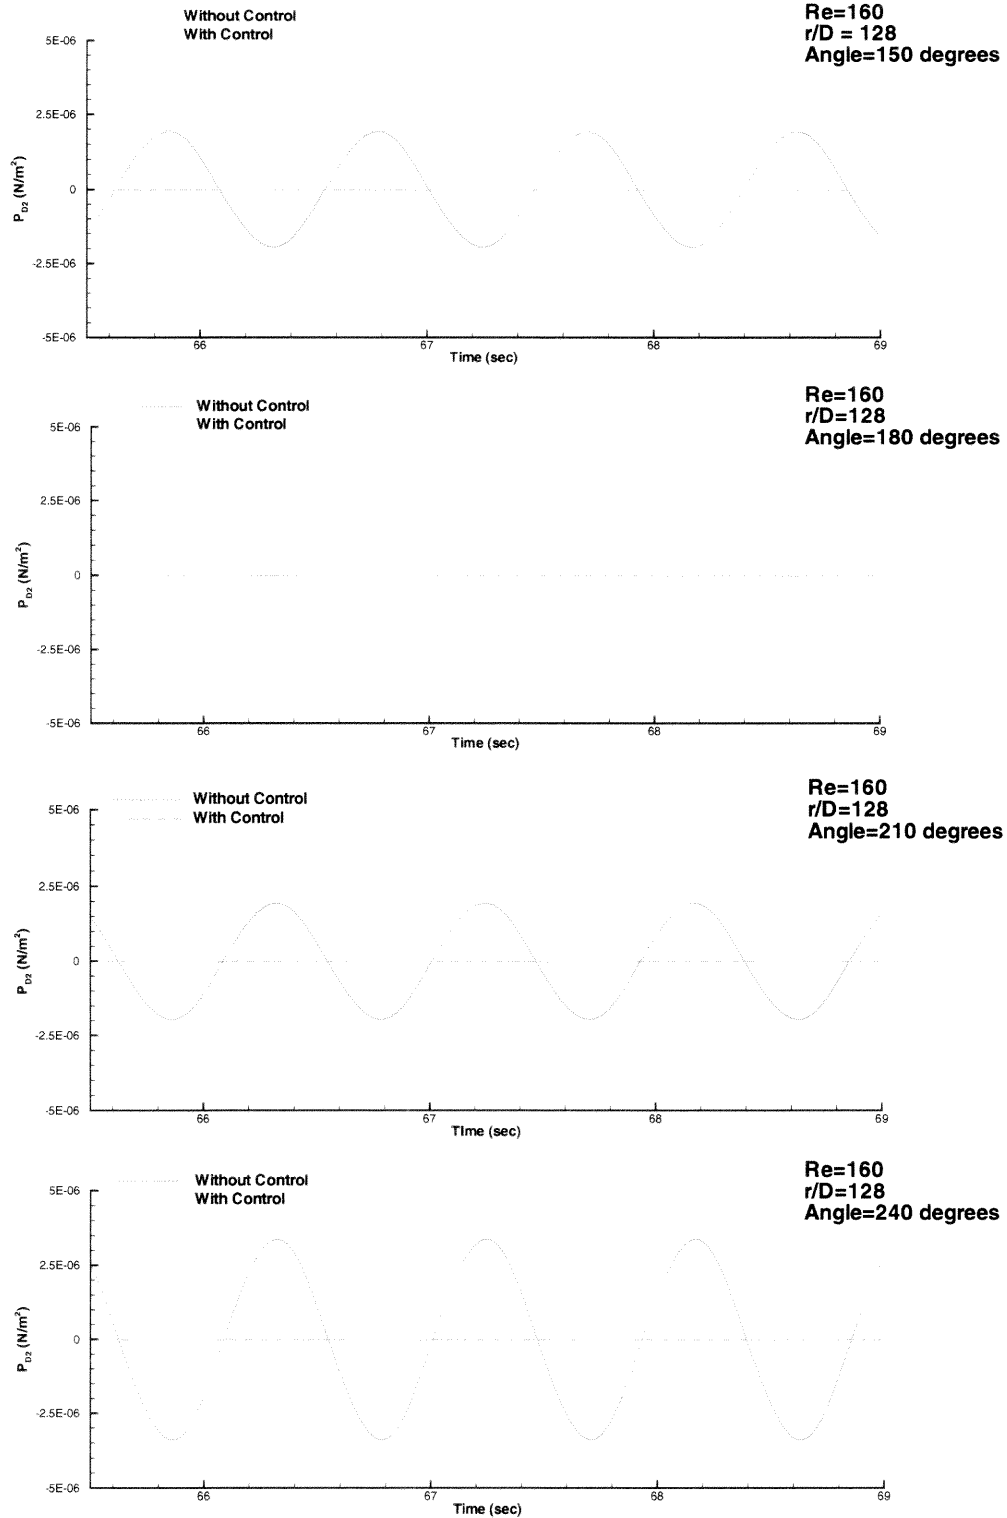 Without Control
With Control
Re=160
r/D = 128
Angle=150 degrees
5E-06
2.5E-06
0
-2.5E-06
-5E-06
P_D2 (N/m²)
66
67
68
69
Time (sec)
Without Control
With Control
Re=160
r/D=128
Angle=180 degrees
5E-06
2.5E-06
0
-2.5E-06
-5E-06
P_D2 (N/m²)
66
67
68
69
Time (sec)
Without Control
With Control
Re=160
r/D=128
Angle=210 degrees
5E-06
2.5E-06
0
-2.5E-06
-5E-06
P_D2 (N/m²)
66
67
68
69
Time (sec)
Without Control
With Control
Re=160
r/D=128
Angle=240 degrees
5E-06
2.5E-06
0
-2.5E-06
-5E-06
P_D2 (N/m²)
66
67
68
69
Time (sec)